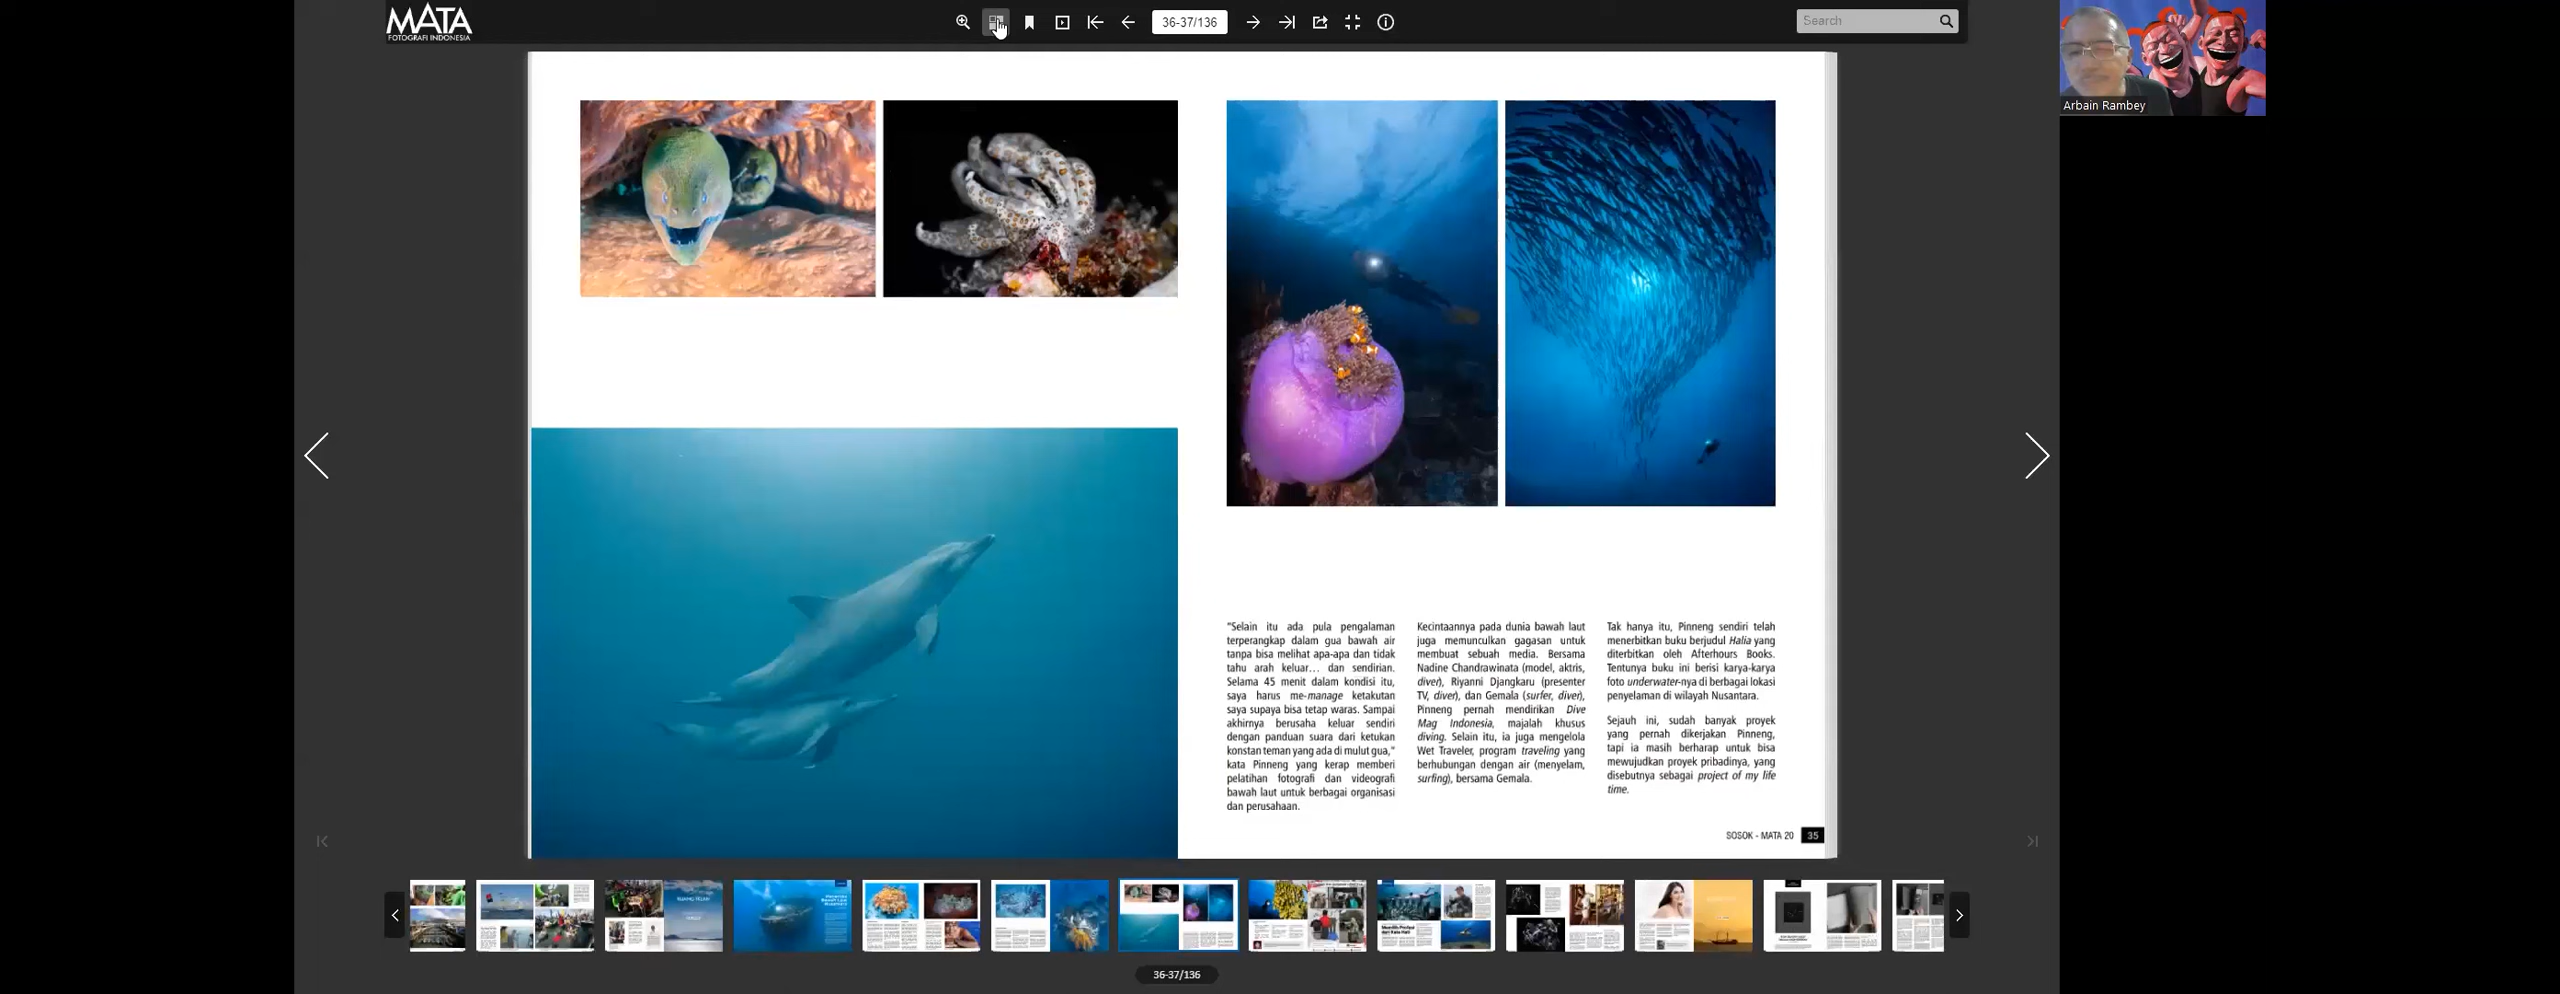 MATA
FOTOGRAFI INDONESIA
36-37/136
Search
Arbain Rambey
"Selain itu ada pula pengalaman
terperangkap dalam gua bawah air
tanpa bisa melihat apa-apa dan tidak
tahu arah keluar... dan sendirian.
Selama 45 menit dalam kondisi itu,
saya harus me-manage ketakutan
saya supaya bisa tetap waras. Sampai
akhirnya berusaha keluar sendiri
dengan panduan suara dari ketukan
konstan teman yang ada di mulut gua,"
kata Pinneng yang kerap memberi
pelatihan fotografi dan videografi
bawah laut untuk berbagai organisasi
dan perusahaan.
Kecintaannya pada dunia bawah laut
juga memunculkan gagasan untuk
membuat sebuah media. Bersama
Nadine Chandrawinata (model, aktris,
diver), Riyanni Djangkaru (presenter
TV, diver), dan Gemala (surfer, diver),
Pinneng pernah mendirikan Dive
Mag Indonesia, majalah khusus
diving. Selain itu, ia juga mengelola
Wet Traveler, program traveling yang
berhubungan dengan air (menyelam,
surfing), bersama Gemala.
Tak hanya itu, Pinneng sendiri telah
menerbitkan buku berjudul Halia yang
diterbitkan oleh Afterhours Books.
Tentunya buku ini berisi karya-karya
foto underwater-nya di berbagai lokasi
penyelaman di wilayah Nusantara.
Sejauh ini, sudah banyak proyek
yang pernah dikerjakan Pinneng,
tapi ia masih berharap untuk bisa
mewujudkan proyek pribadinya, yang
disebutnya sebagai project of my life
time.
SOSOK - MATA 20 35
36-37/136